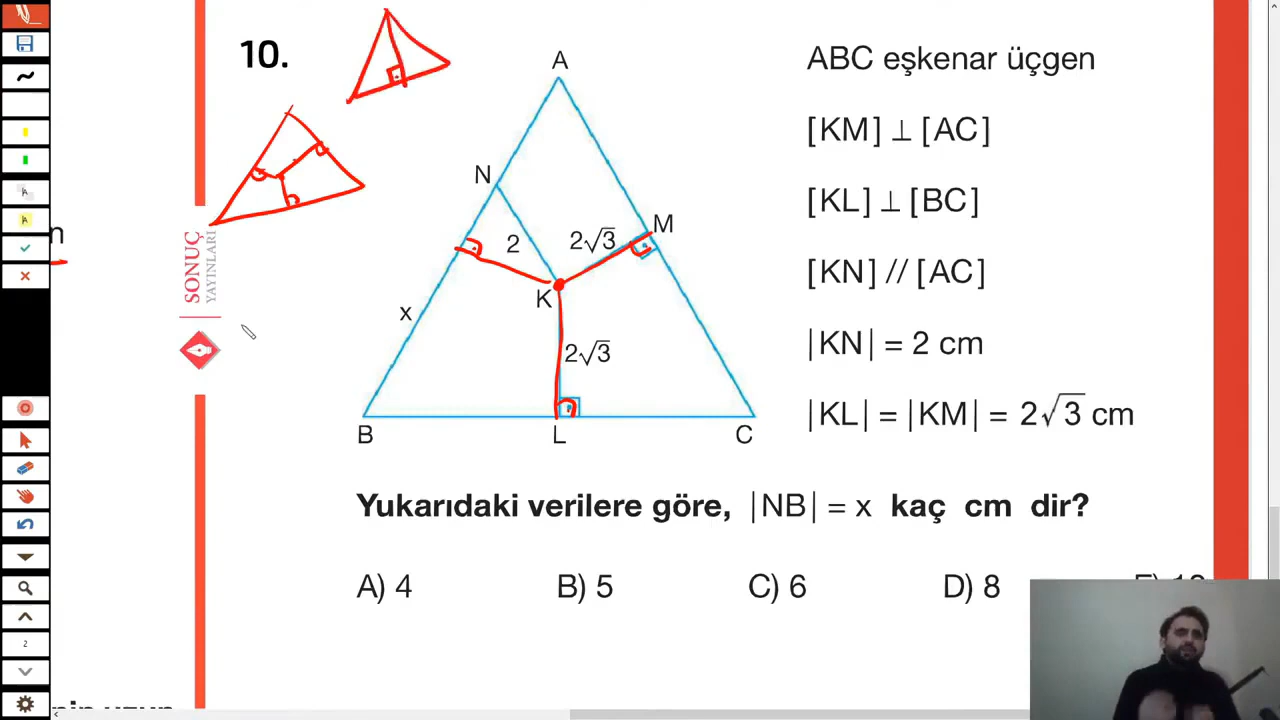 10.
ABC eşkenar üçgen
[KM] ⊥ [AC]
[KL] ⊥ [BC]
[KN] // [AC]
|KN| = 2 cm
|KL| = |KM| = 2√3 cm
A
N
M
2
2√3
K
x
2√3
B
L
C
SONUÇ
YAYINLARI
Yukarıdaki verilere göre, |NB| = x kaç cm dir?
A) 4 B) 5 C) 6 D) 8
2